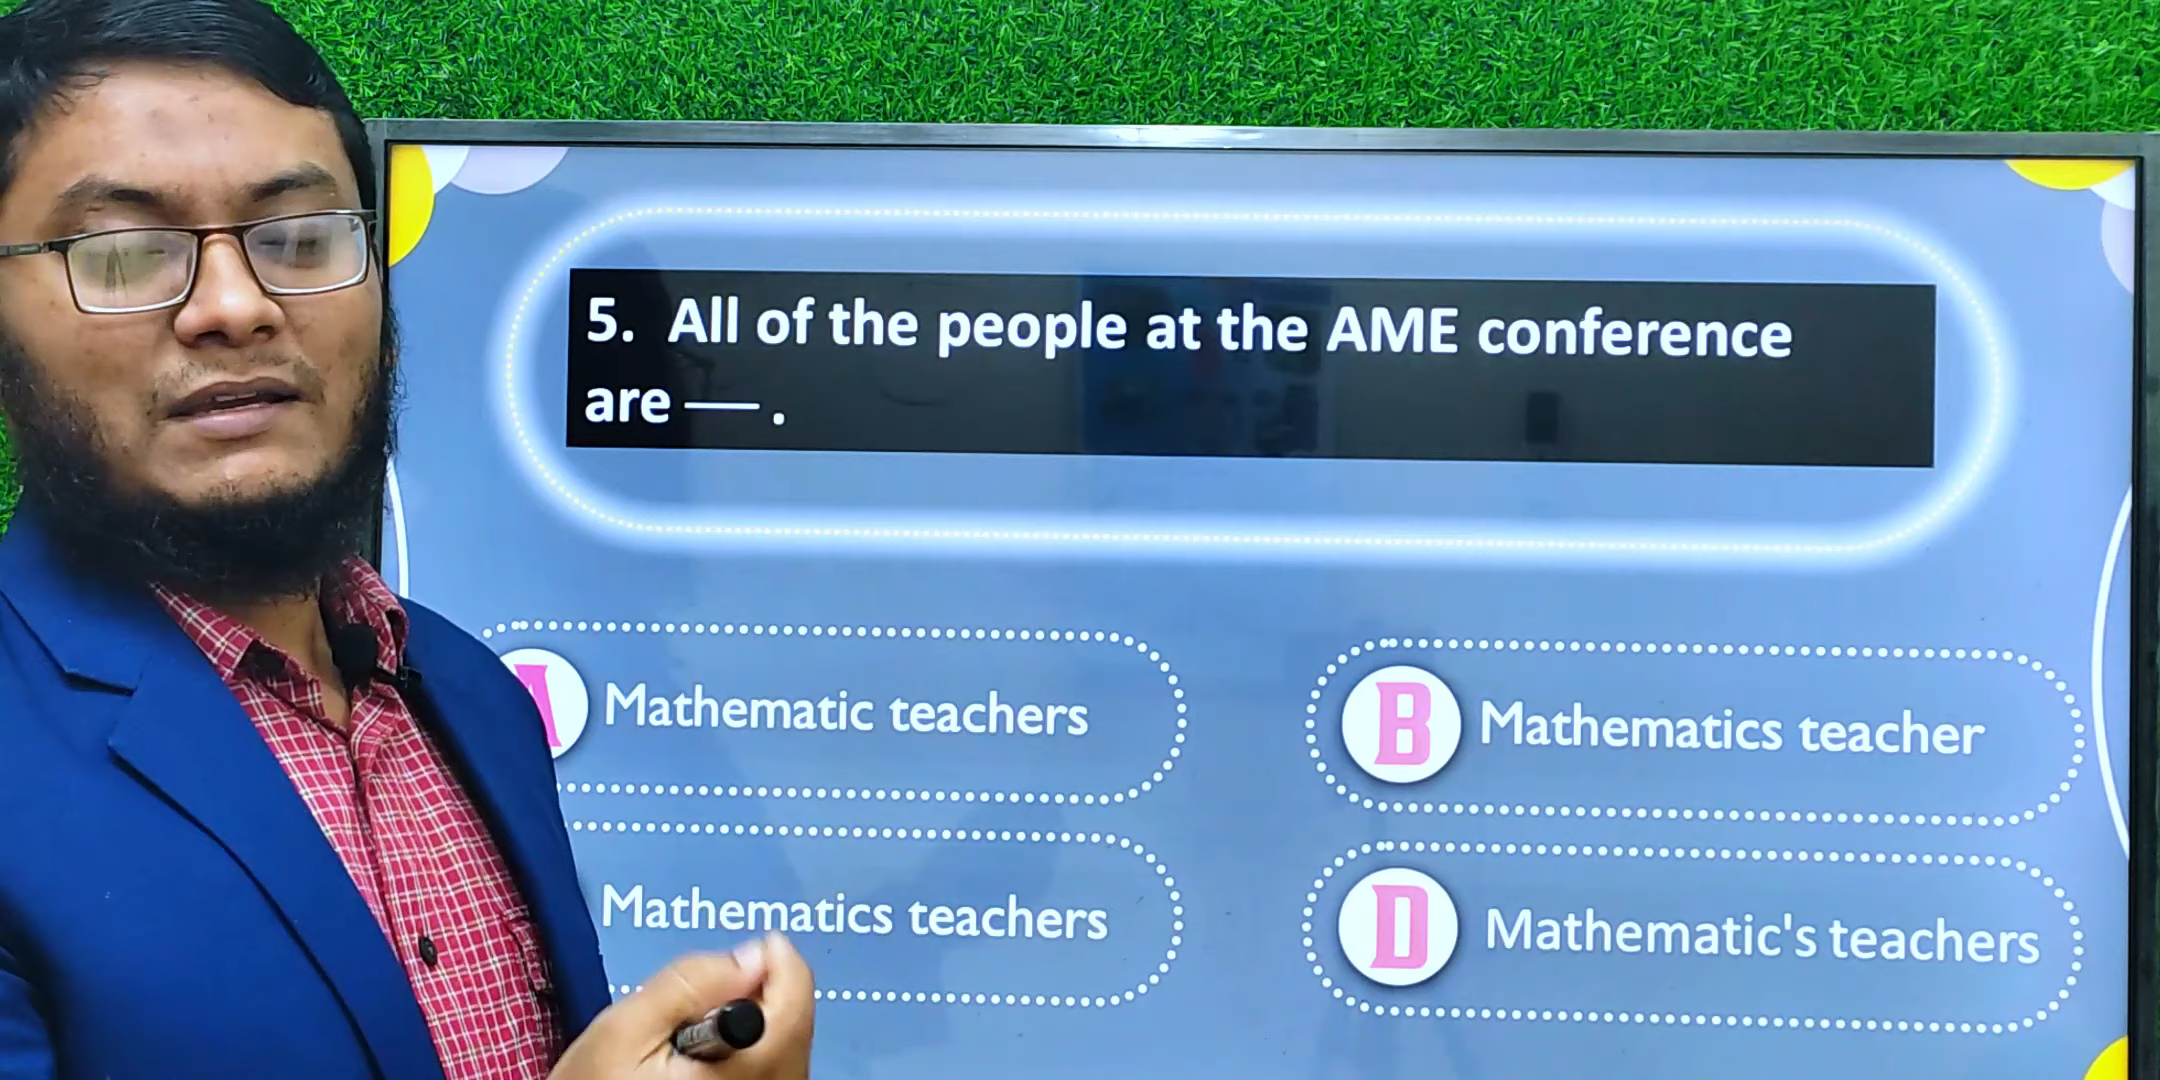 5. All of the people at the AME conference
are — .
A Mathematic teachers
B Mathematics teacher
Mathematics teachers
D Mathematic's teachers